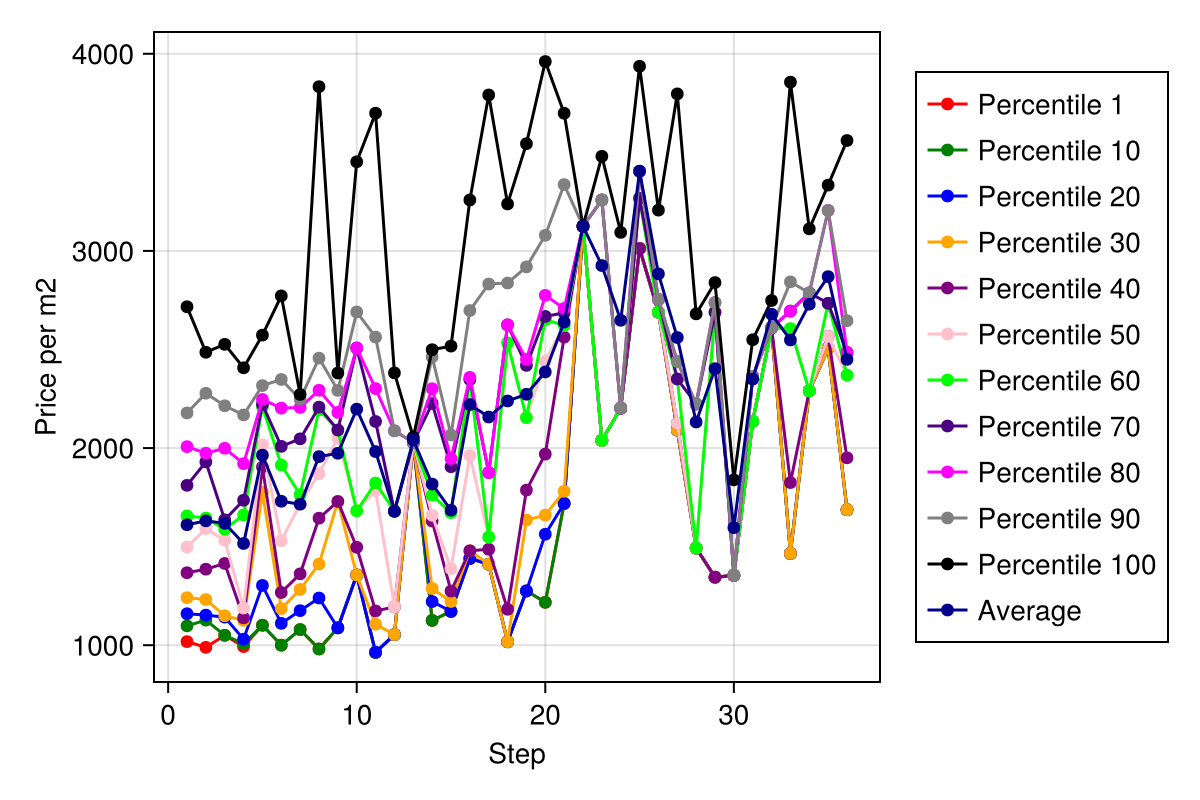 4000
3000
2000
1000
Price per m2
0 10 20 30
Step
Percentile 1
Percentile 10
Percentile 20
Percentile 30
Percentile 40
Percentile 50
Percentile 60
Percentile 70
Percentile 80
Percentile 90
Percentile 100
Average